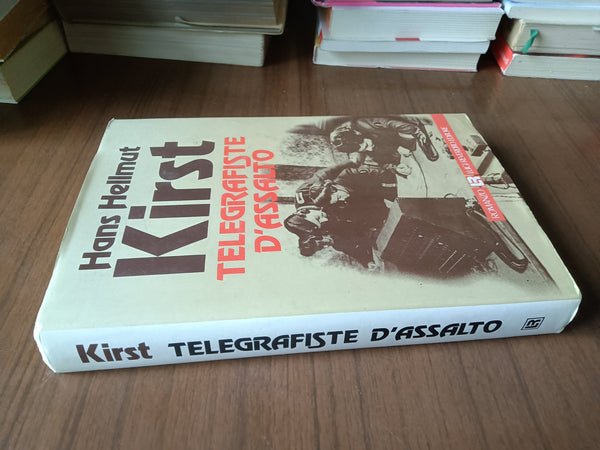 Hans Hellmut
Kirst
TELEGRAFISTE
D'ASSALTO
Kirst TELEGRAFISTE D'ASSALTO